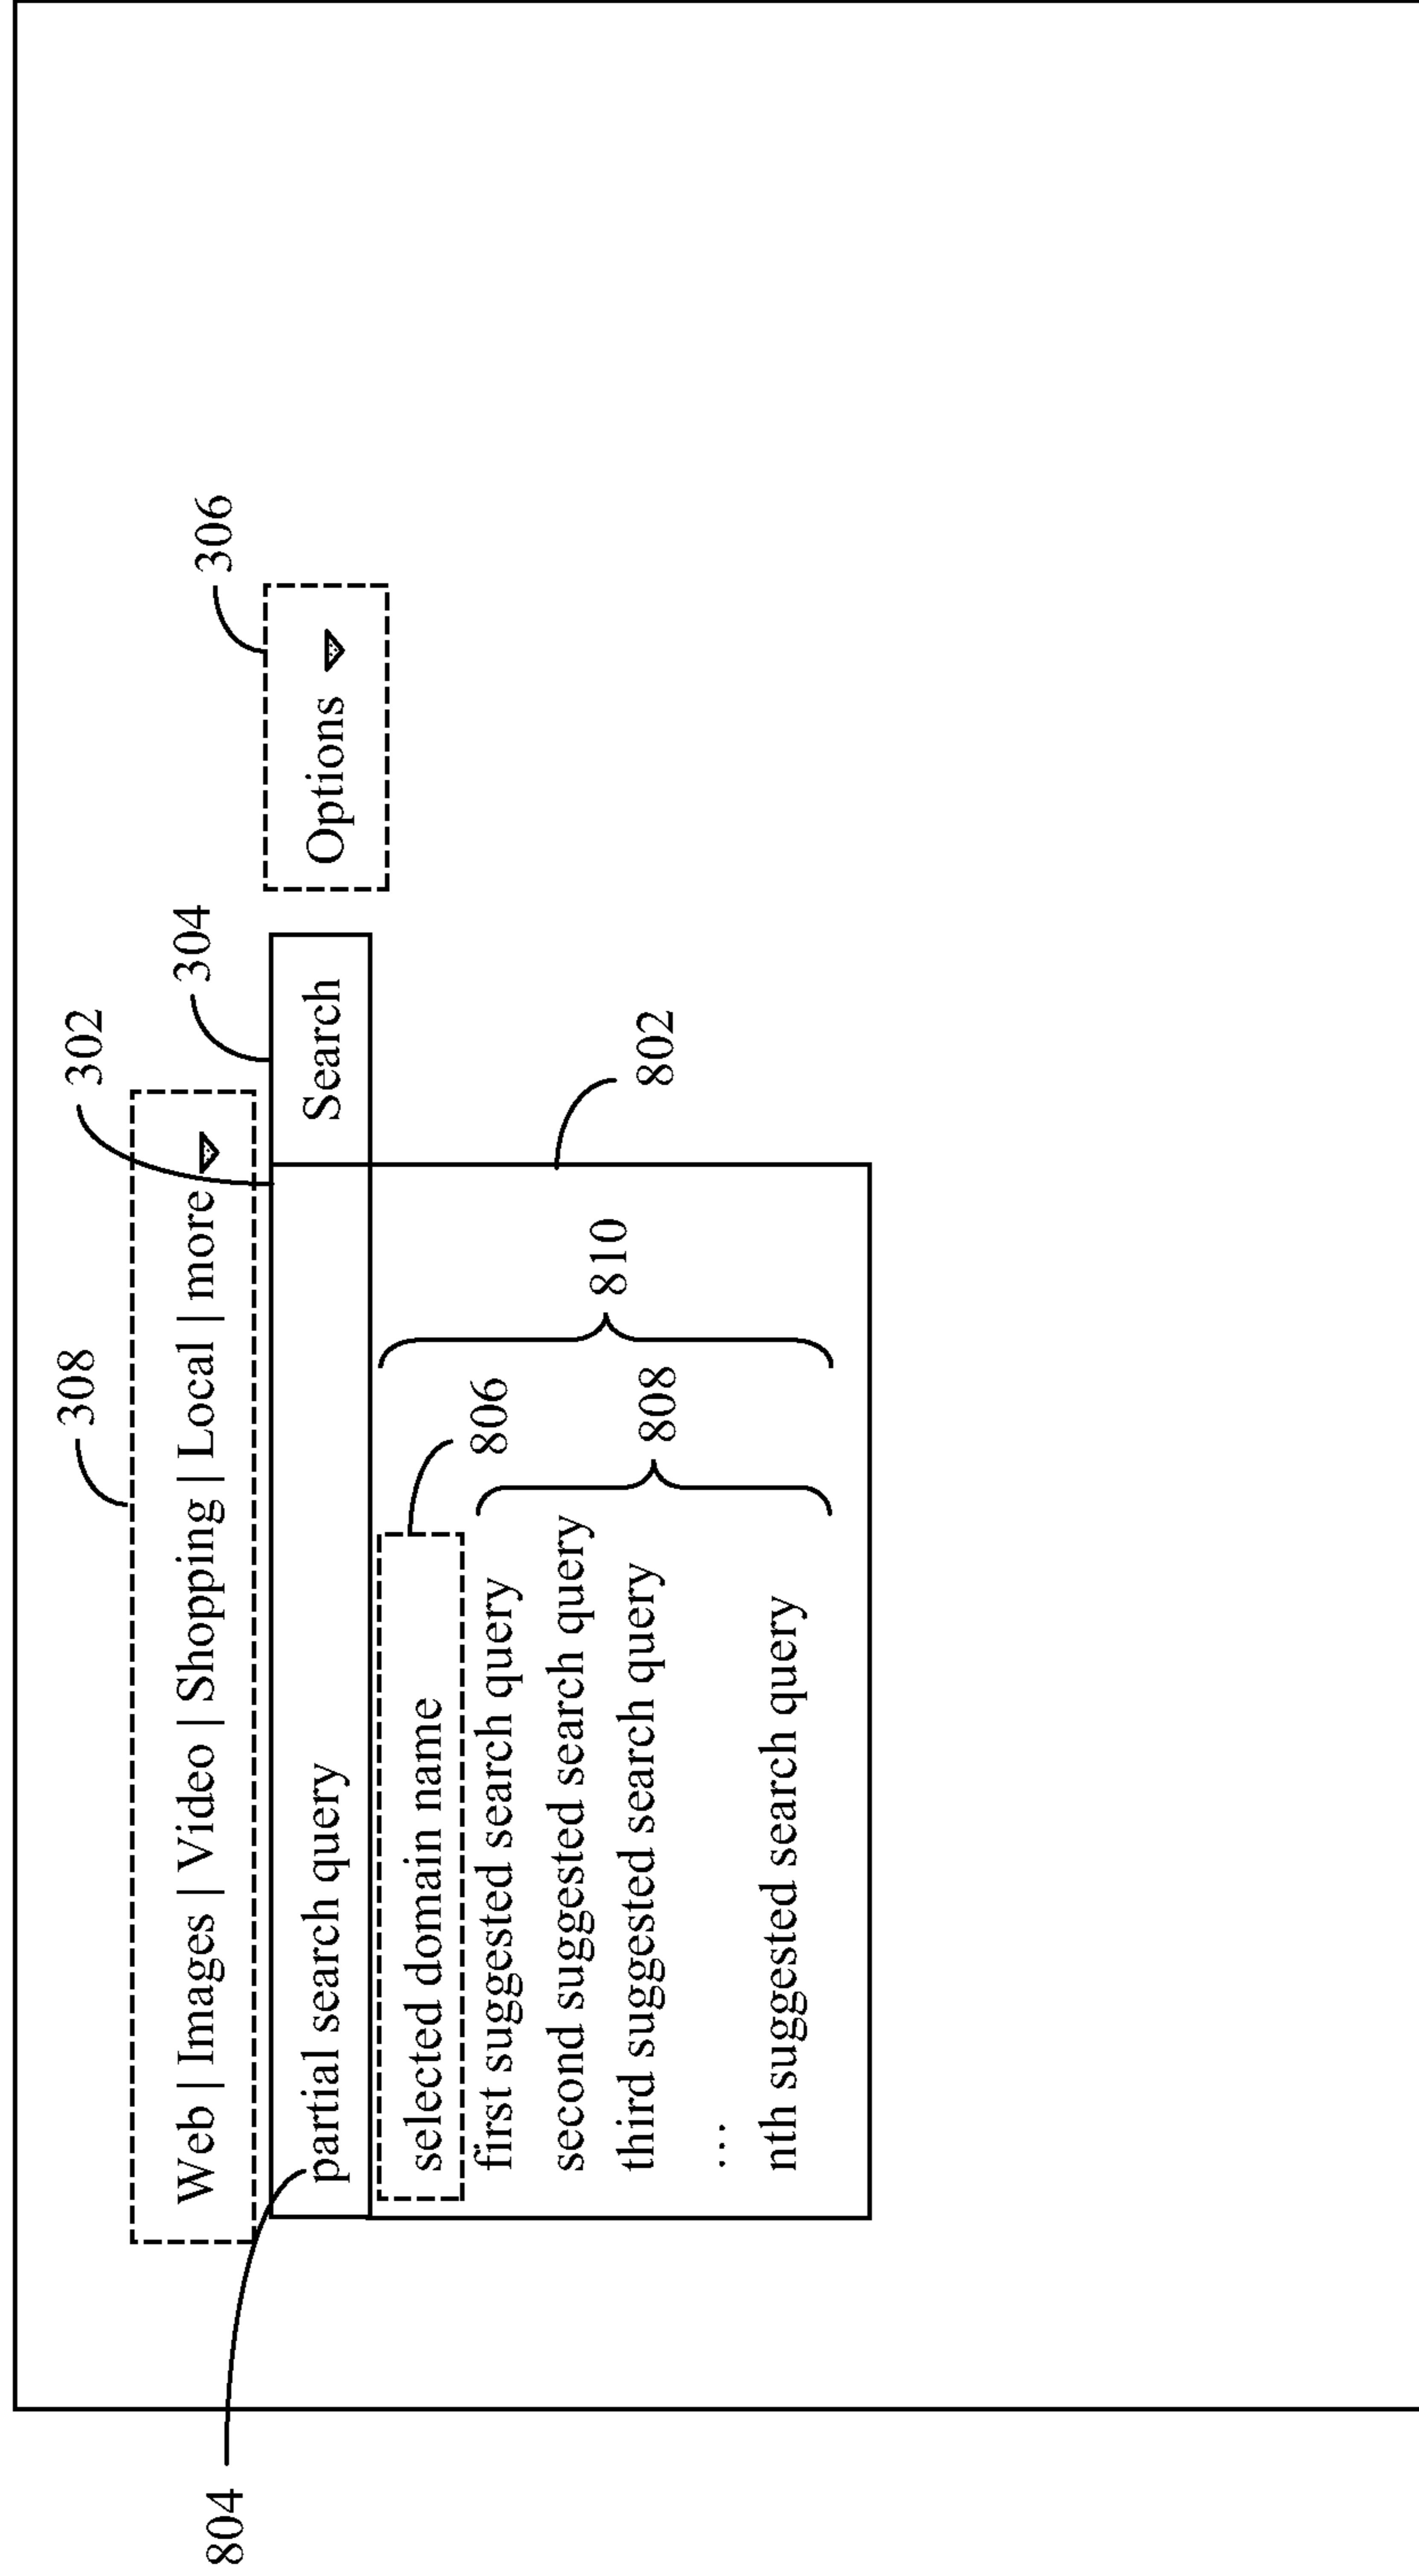 308
302
304
306
Web | Images | Video | Shopping | Local | more
804
partial search query
Search
Options
selected domain name
806
first suggested search query
second suggested search query
third suggested search query
...
nth suggested search query
808
810
802